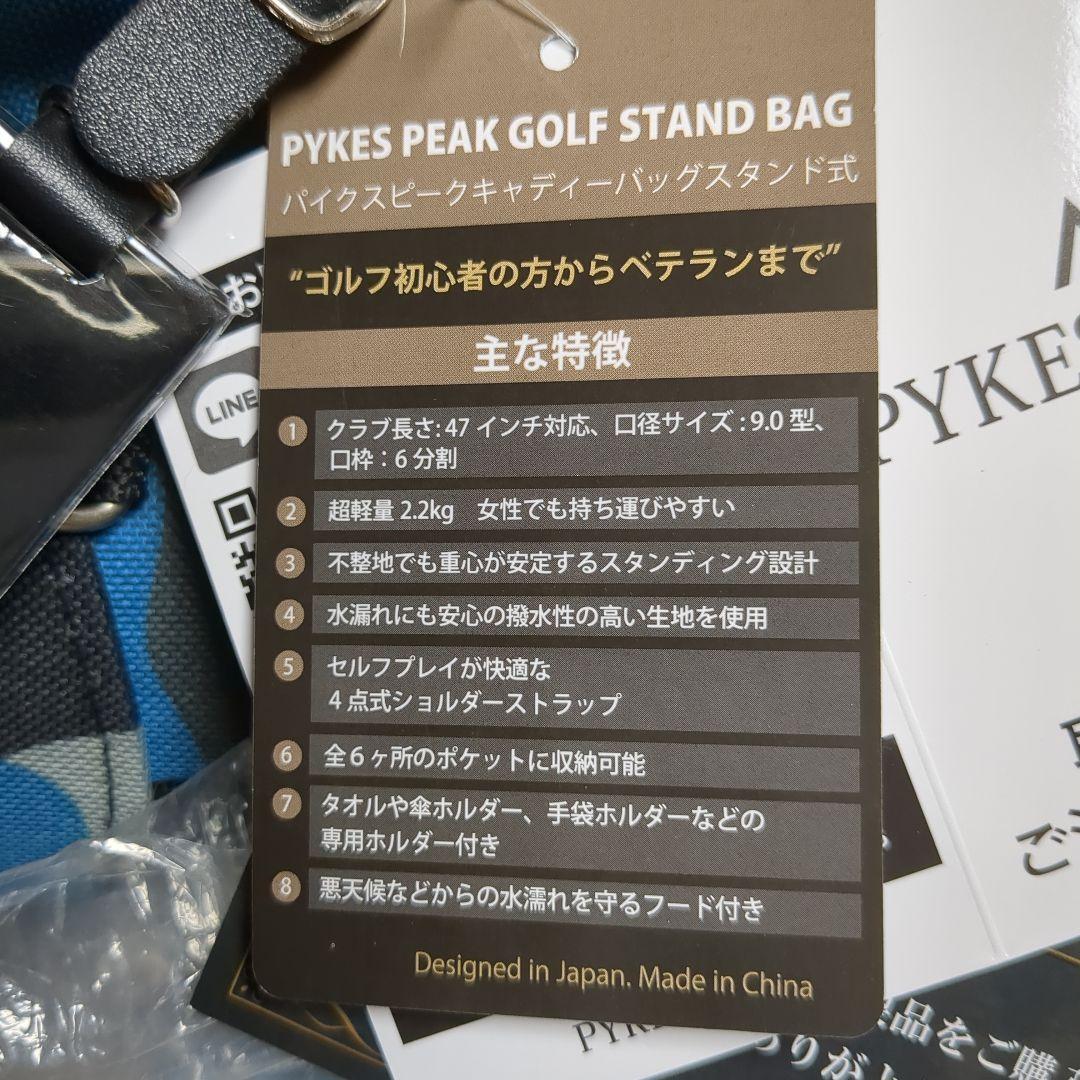 PYKES PEAK GOLF STAND BAG
パイクスピークキャディーバッグスタンド式
“ゴルフ初心者の方からベテランまで”
主な特徴
1 クラブ長さ：47 インチ対応、口径サイズ：9.0 型、
口枠：6 分割
2 超軽量 2.2kg　女性でも持ち運びやすい
3 不整地でも重心が安定するスタンディング設計
4 水漏れにも安心の撥水性の高い生地を使用
5 セルフプレイが快適な
4 点式ショルダーストラップ
6 全６ヶ所のポケットに収納可能
7 タオルや傘ホルダー、手袋ホルダーなどの
専用ホルダー付き
8 悪天候などからの水濡れを守るフード付き
Designed in Japan. Made in China
お
LINE
PYKES
ご
PYK
品をご購